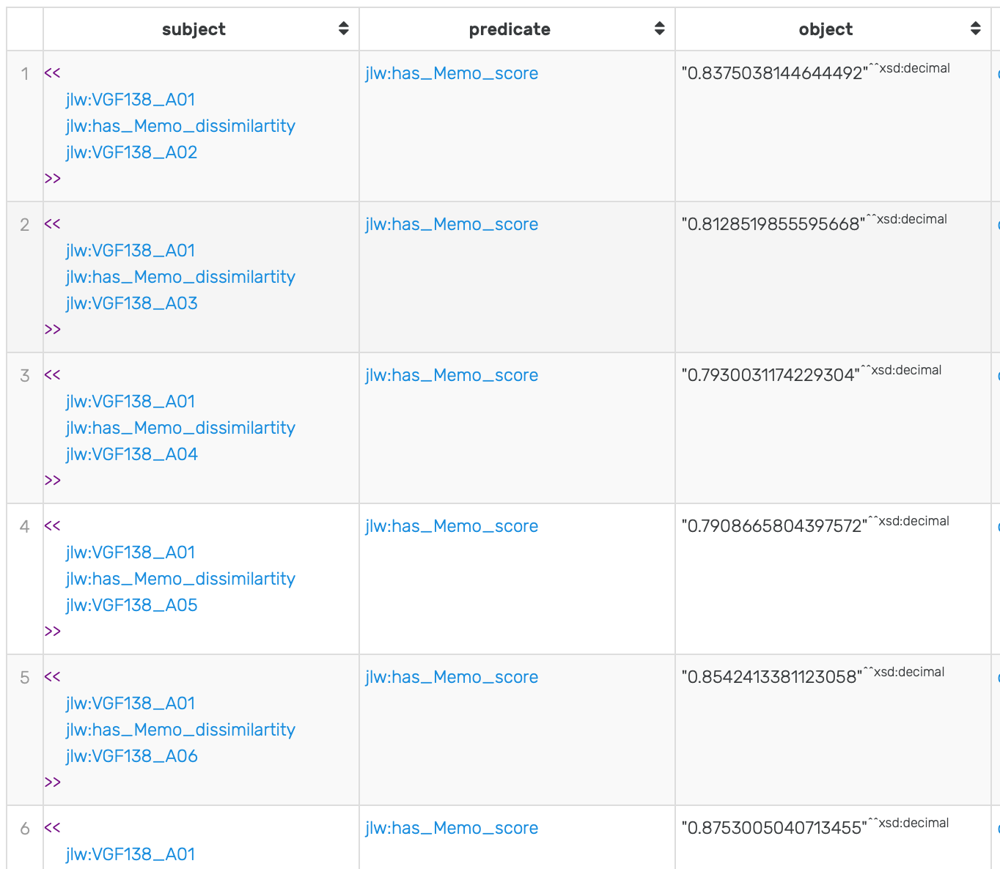 subject predicate object
1 << jlw:has_Memo_score "0.8375038144644492"^^xsd:decimal
jlw:VGF138_A01
jlw:has_Memo_dissimilartity
jlw:VGF138_A02
>>
2 << jlw:has_Memo_score "0.8128519855595668"^^xsd:decimal
jlw:VGF138_A01
jlw:has_Memo_dissimilartity
jlw:VGF138_A03
>>
3 << jlw:has_Memo_score "0.7930031174229304"^^xsd:decimal
jlw:VGF138_A01
jlw:has_Memo_dissimilartity
jlw:VGF138_A04
>>
4 << jlw:has_Memo_score "0.7908665804397572"^^xsd:decimal
jlw:VGF138_A01
jlw:has_Memo_dissimilartity
jlw:VGF138_A05
>>
5 << jlw:has_Memo_score "0.8542413381123058"^^xsd:decimal
jlw:VGF138_A01
jlw:has_Memo_dissimilartity
jlw:VGF138_A06
>>
6 << jlw:has_Memo_score "0.8753005040713455"^^xsd:decimal
jlw:VGF138_A01